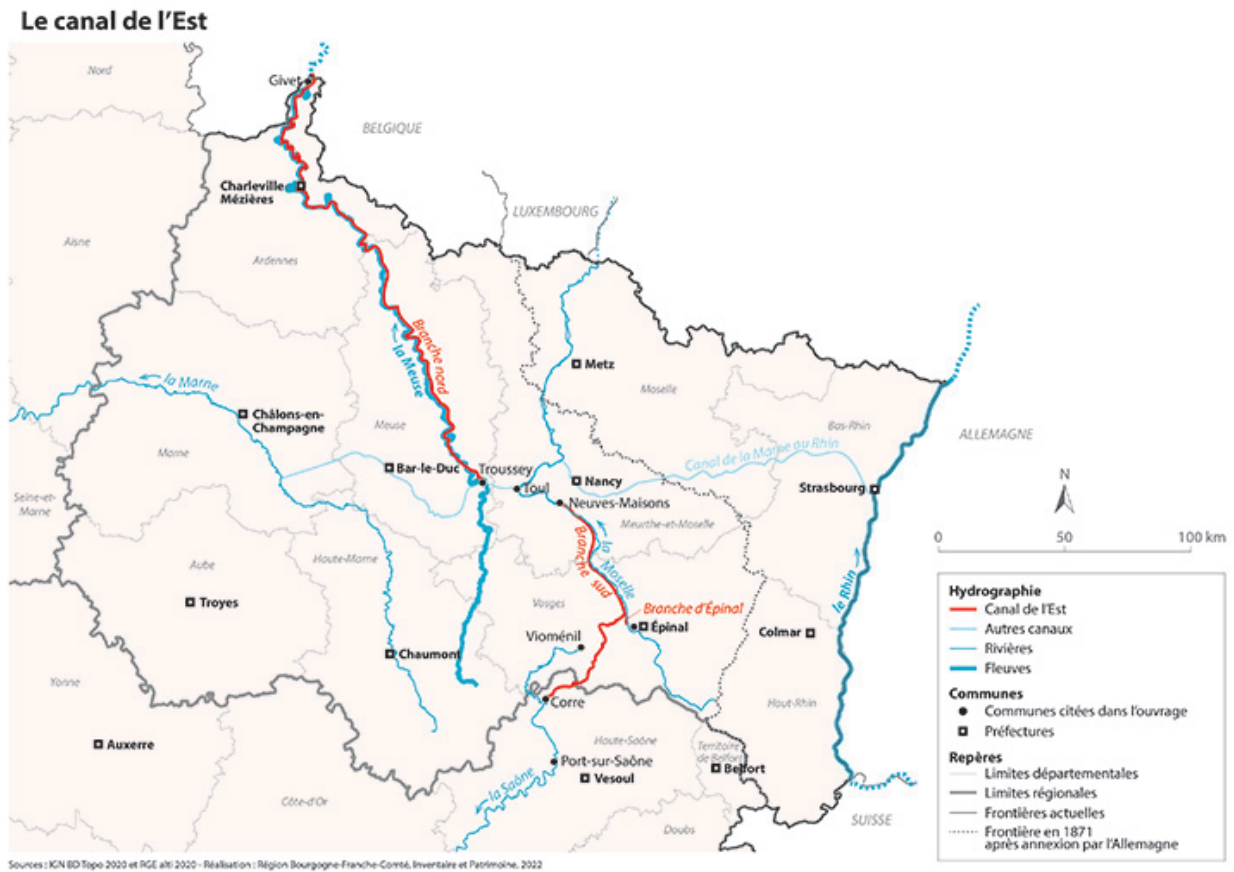 Le canal de l'Est
Nord
Givet
BELGIQUE
Charleville
Mézières
LUXEMBOURG
Aisne
Ardennes
Branche nord
la Meuse
Metz
Moselle
la Marne
Châlons-en-
Champagne
Meuse
Bas-Rhin
ALLEMAGNE
Marne
Bar-le-Duc
Troussey
Canal de la Marne au Rhin
Toul
Nancy
Strasbourg
Seine-et-
Marne
Neuves-Maisons
Meurthe-et-Moselle
Branche sud
la Moselle
Aube
Haute-Marne
le Rhin
Troyes
Vosges
Branche d'Épinal
Épinal
Colmar
Vioménil
Chaumont
Yonne
Corre
Haut-Rhin
Auxerre
Haute-Saône
Territoire
de Belfort
Port-sur-Saône
Vesoul
Belfort
la Saône
Côte-d'Or
Doubs
SUISSE
N
0 50 100 km
Hydrographie
Canal de l'Est
Autres canaux
Rivières
Fleuves
Communes
Communes citées dans l'ouvrage
Préfectures
Repères
Limites départementales
Limites régionales
Frontières actuelles
Frontière en 1871
après annexion par l'Allemagne
Sources : IGN BD Topo 2020 et RGE alti 2020 - Réalisation : Région Bourgogne-Franche-Comté, Inventaire et Patrimoine, 2022